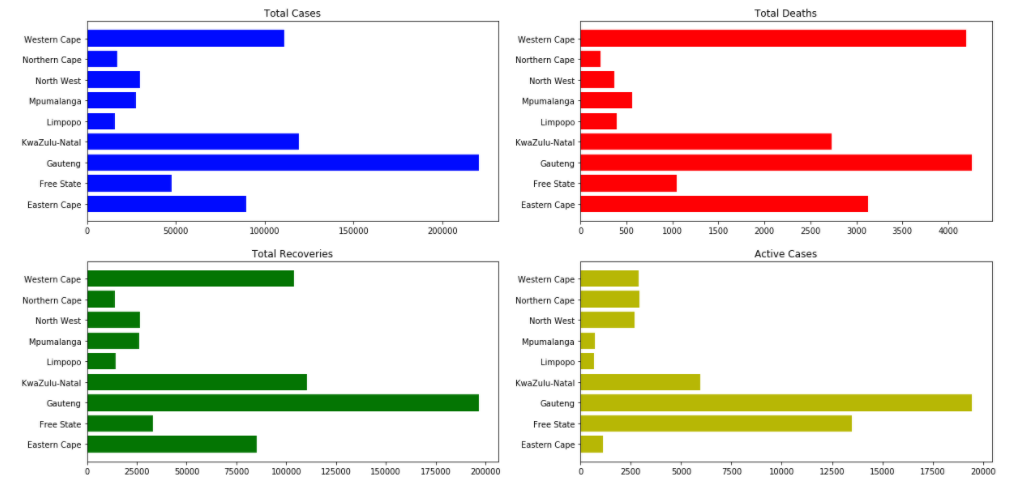 Total Cases
Western Cape
Northern Cape
North West
Mpumalanga
Limpopo
KwaZulu-Natal
Gauteng
Free State
Eastern Cape
0 50000 100000 150000 200000
Total Deaths
Western Cape
Northern Cape
North West
Mpumalanga
Limpopo
KwaZulu-Natal
Gauteng
Free State
Eastern Cape
0 500 1000 1500 2000 2500 3000 3500 4000
Total Recoveries
Western Cape
Northern Cape
North West
Mpumalanga
Limpopo
KwaZulu-Natal
Gauteng
Free State
Eastern Cape
0 25000 50000 75000 100000 125000 150000 175000 200000
Active Cases
Western Cape
Northern Cape
North West
Mpumalanga
Limpopo
KwaZulu-Natal
Gauteng
Free State
Eastern Cape
0 2500 5000 7500 10000 12500 15000 17500 20000